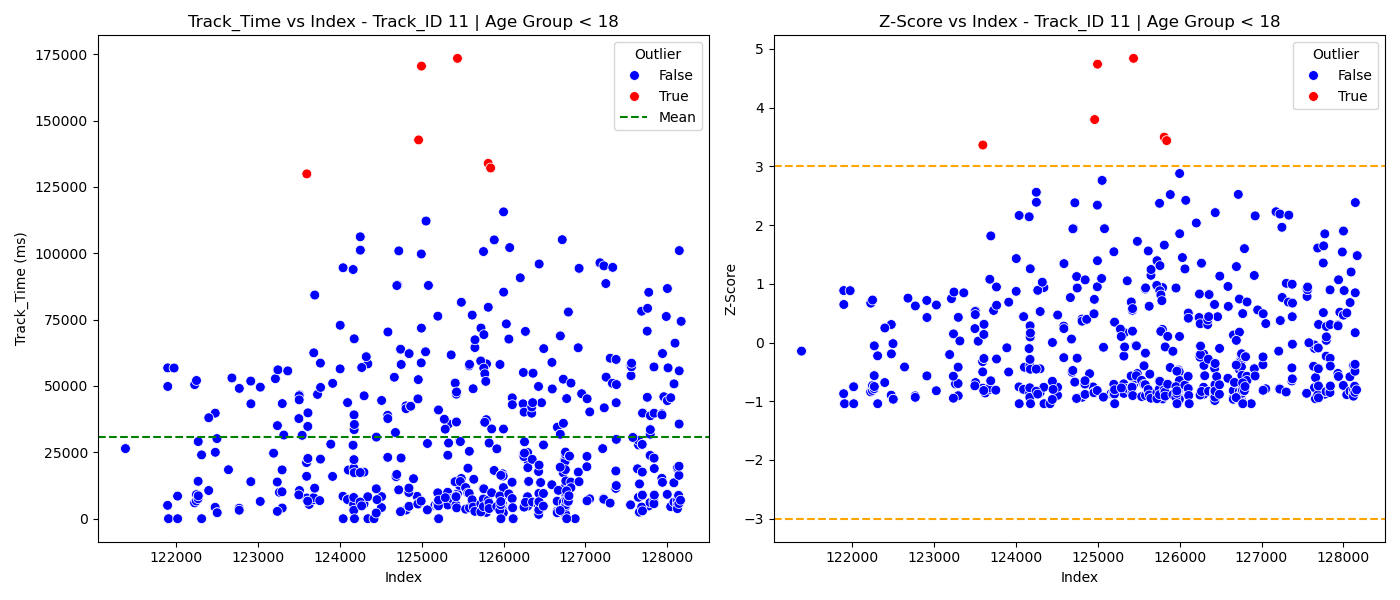 Track_Time vs Index - Track_ID 11 | Age Group < 18
Track_Time (ms)
175000
150000
125000
100000
75000
50000
25000
0
122000 123000 124000 125000 126000 127000 128000
Index
Outlier
False
True
Mean
Z-Score vs Index - Track_ID 11 | Age Group < 18
Z-Score
5
4
3
2
1
0
−1
−2
−3
122000 123000 124000 125000 126000 127000 128000
Index
Outlier
False
True